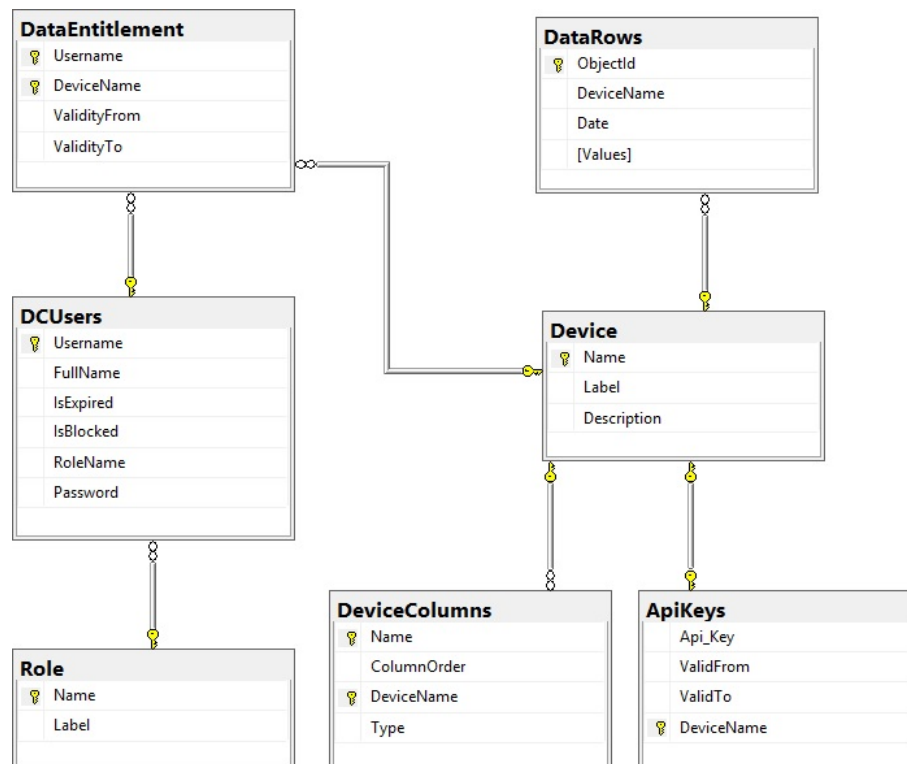 DataEntitlement
Username
DeviceName
ValidityFrom
ValidityTo
DataRows
ObjectId
DeviceName
Date
[Values]
DCUsers
Username
FullName
IsExpired
IsBlocked
RoleName
Password
Device
Name
Label
Description
Role
Name
Label
DeviceColumns
Name
ColumnOrder
DeviceName
Type
ApiKeys
Api_Key
ValidFrom
ValidTo
DeviceName